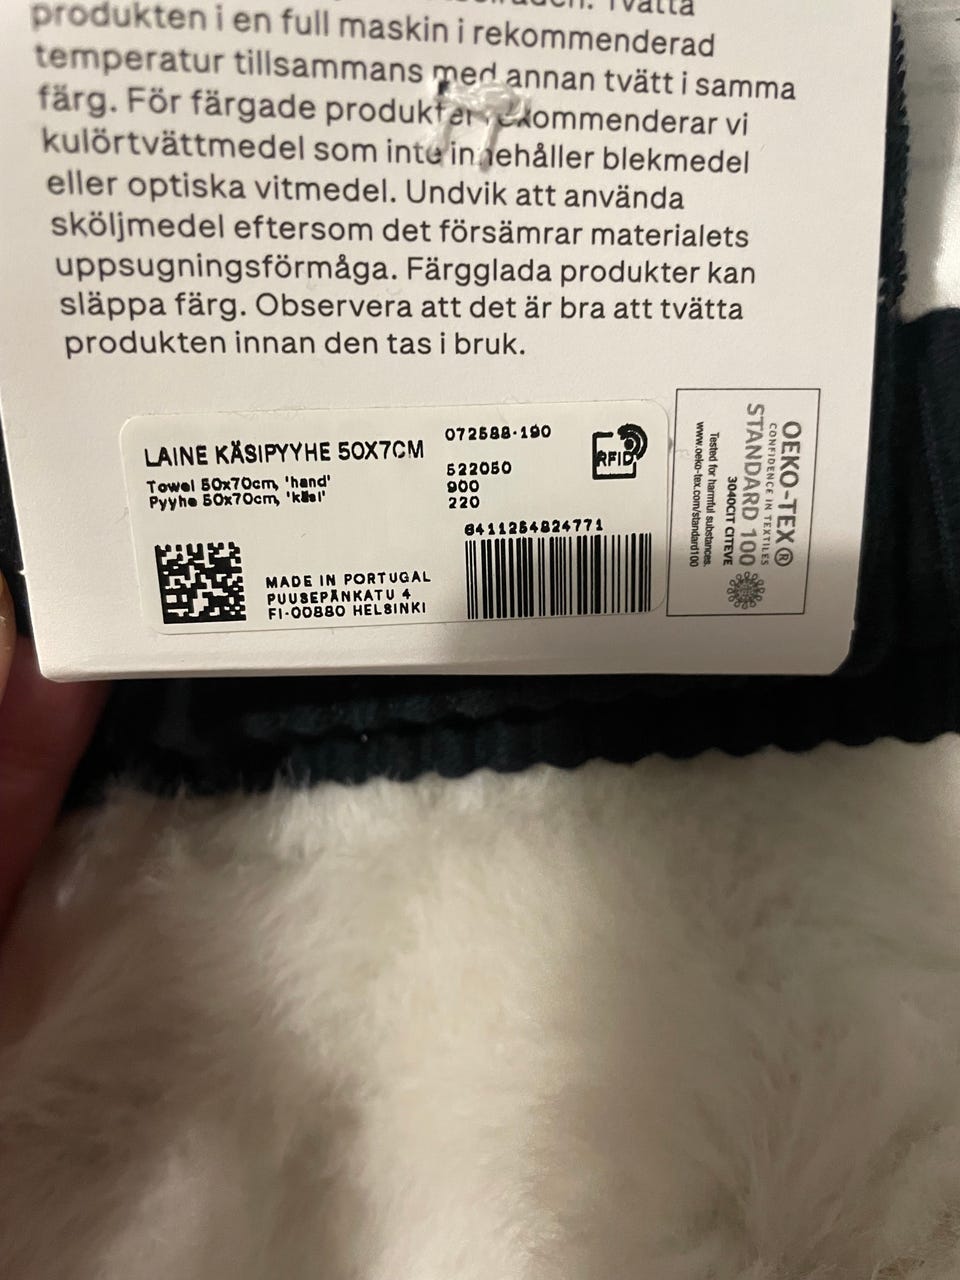 Tvätta
produkten i en full maskin i rekommenderad
temperatur tillsammans med annan tvätt i samma
färg. För färgade produkter rekommenderar vi
kulörtvättmedel som inte innehåller blekmedel
eller optiska vitmedel. Undvik att använda
sköljmedel eftersom det försämrar materialets
uppsugningsförmåga. Färgglada produkter kan
släppa färg. Observera att det är bra att tvätta
produkten innan den tas i bruk.
LAINE KÄSIPYYHE 50X7CM
Towel 50x70cm, 'hand'
Pyyhe 50x70cm, 'käsi'
072588-190
522050
900
220
RFID
6411254824771
MADE IN PORTUGAL
PUUSEPÄNKATU 4
FI-00880 HELSINKI
OEKO-TEX®
CONFIDENCE IN TEXTILES
STANDARD 100
3040CIT CITEVE
Tested for harmful substances.
www.oeko-tex.com/standard100